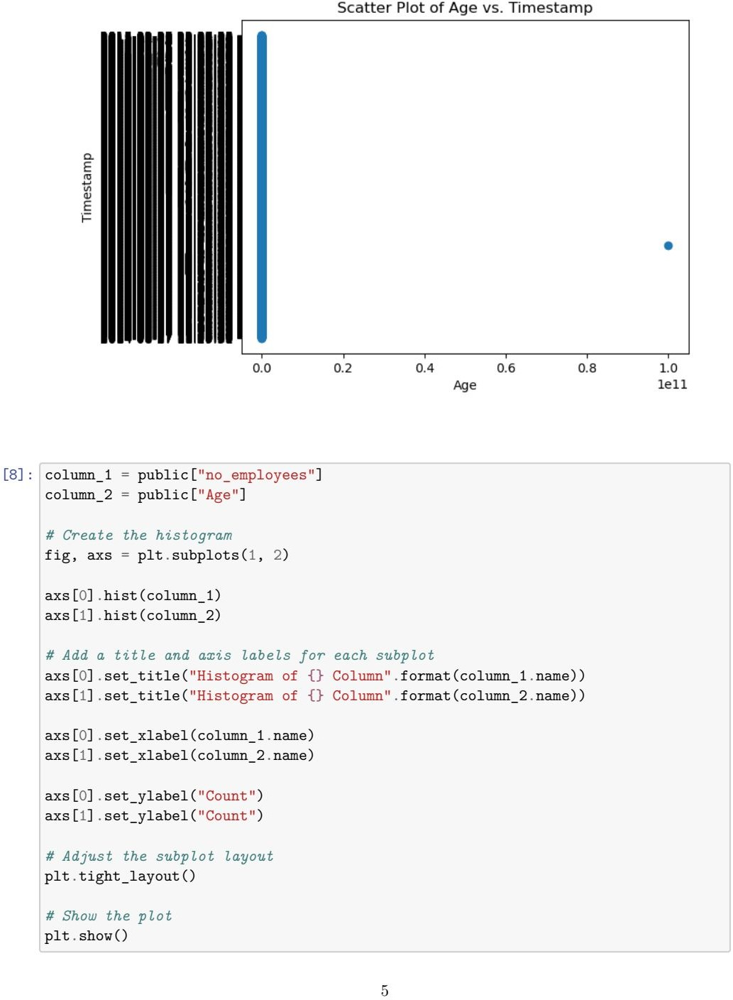 Scatter Plot of Age vs. Timestamp
Timestamp
0.0 0.2 0.4 0.6 0.8 1.0
1e11
Age
[8]: column_1 = public["no_employees"]
column_2 = public["Age"]
# Create the histogram
fig, axs = plt.subplots(1, 2)
axs[0].hist(column_1)
axs[1].hist(column_2)
# Add a title and axis labels for each subplot
axs[0].set_title("Histogram of {} Column".format(column_1.name))
axs[1].set_title("Histogram of {} Column".format(column_2.name))
axs[0].set_xlabel(column_1.name)
axs[1].set_xlabel(column_2.name)
axs[0].set_ylabel("Count")
axs[1].set_ylabel("Count")
# Adjust the subplot layout
plt.tight_layout()
# Show the plot
plt.show()
5